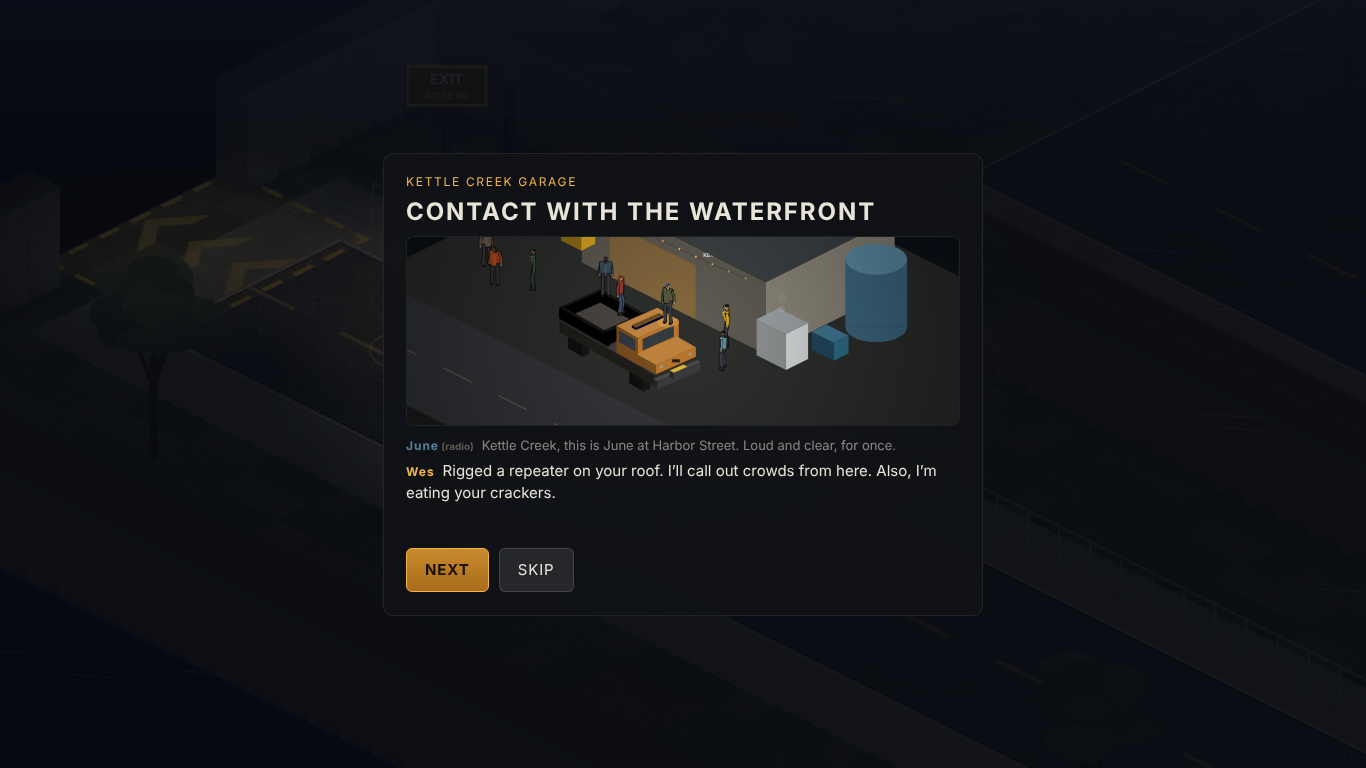 EXIT
KETTLE CREEK GARAGE
CONTACT WITH THE WATERFRONT
June (radio) Kettle Creek, this is June at Harbor Street. Loud and clear, for once.
Wes Rigged a repeater on your roof. I’ll call out crowds from here. Also, I’m
eating your crackers.
NEXT
SKIP